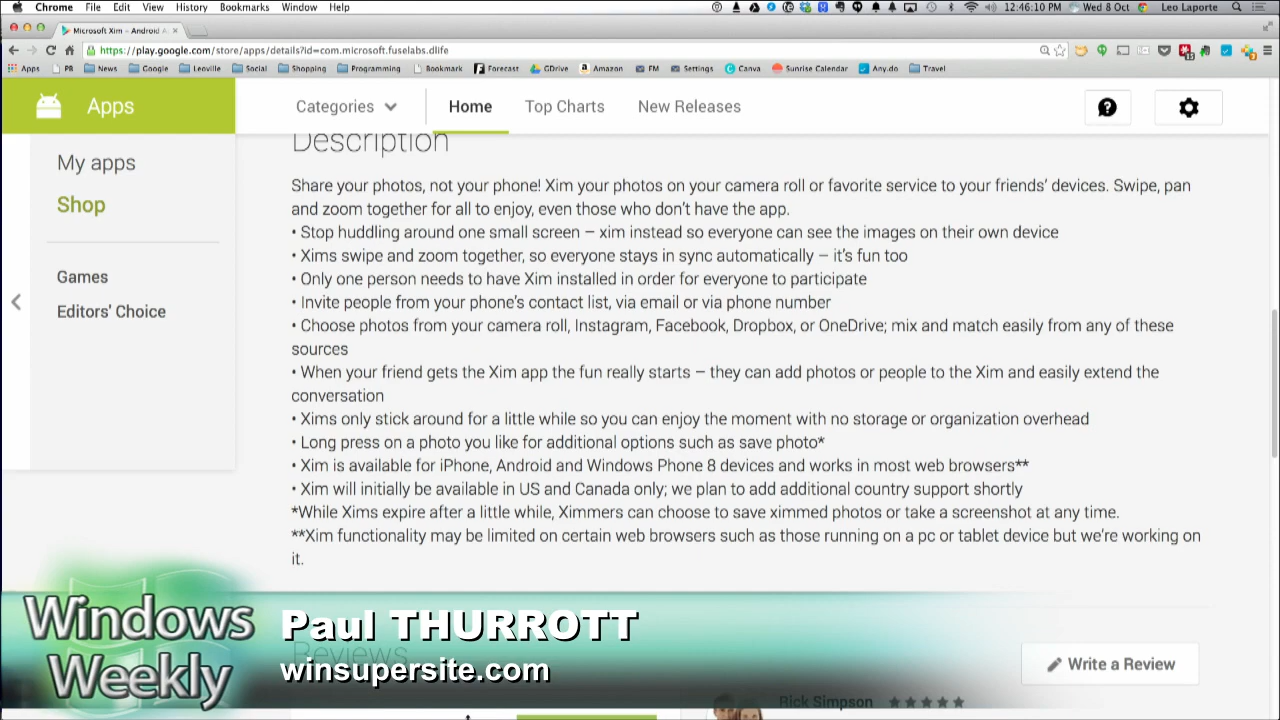 Chrome File Edit View History Bookmarks Window Help 12:46:10 PM Wed 8 Oct Leo Laporte
Microsoft Xim – Android A
https://play.google.com/store/apps/details?id=com.microsoft.fuselabs.dlife
Apps PB News Google Leoville Social Shopping Programming Bookmark Forecast GDrive Amazon FM Settings Canva Sunrise Calendar Any.do Travel
Apps Categories Home Top Charts New Releases
My apps
Shop
Games
Editors’ Choice
Description
Share your photos, not your phone! Xim your photos on your camera roll or favorite service to your friends’ devices. Swipe, pan
and zoom together for all to enjoy, even those who don’t have the app.
• Stop huddling around one small screen – xim instead so everyone can see the images on their own device
• Xims swipe and zoom together, so everyone stays in sync automatically – it’s fun too
• Only one person needs to have Xim installed in order for everyone to participate
• Invite people from your phone’s contact list, via email or via phone number
• Choose photos from your camera roll, Instagram, Facebook, Dropbox, or OneDrive; mix and match easily from any of these
sources
• When your friend gets the Xim app the fun really starts – they can add photos or people to the Xim and easily extend the
conversation
• Xims only stick around for a little while so you can enjoy the moment with no storage or organization overhead
• Long press on a photo you like for additional options such as save photo*
• Xim is available for iPhone, Android and Windows Phone 8 devices and works in most web browsers**
• Xim will initially be available in US and Canada only; we plan to add additional country support shortly
*While Xims expire after a little while, Ximmers can choose to save ximmed photos or take a screenshot at any time.
**Xim functionality may be limited on certain web browsers such as those running on a pc or tablet device but we’re working on
it.
Reviews
Write a Review
Rick Simpson
Windows
Weekly
Paul THURROTT
winsupersite.com